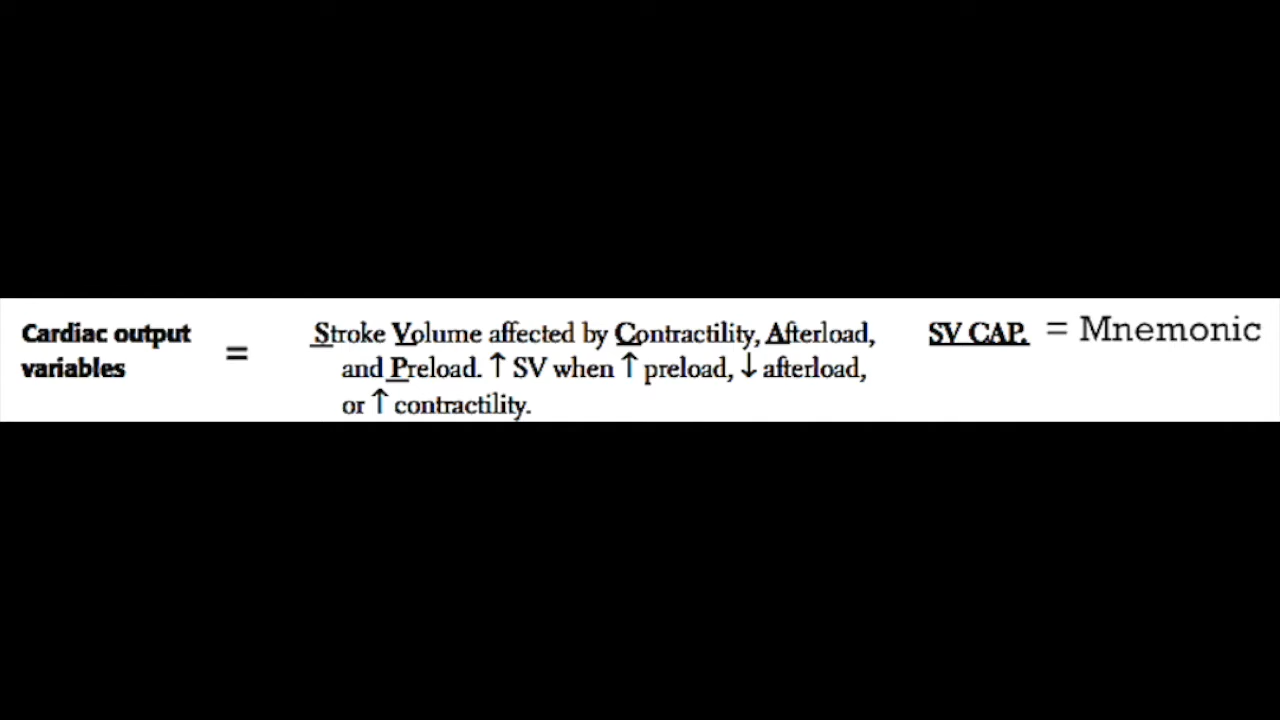 Cardiac output
variables
=
Stroke Volume affected by Contractility, Afterload,
and Preload. ↑ SV when ↑ preload, ↓ afterload,
or ↑ contractility.
SV CAP. = Mnemonic